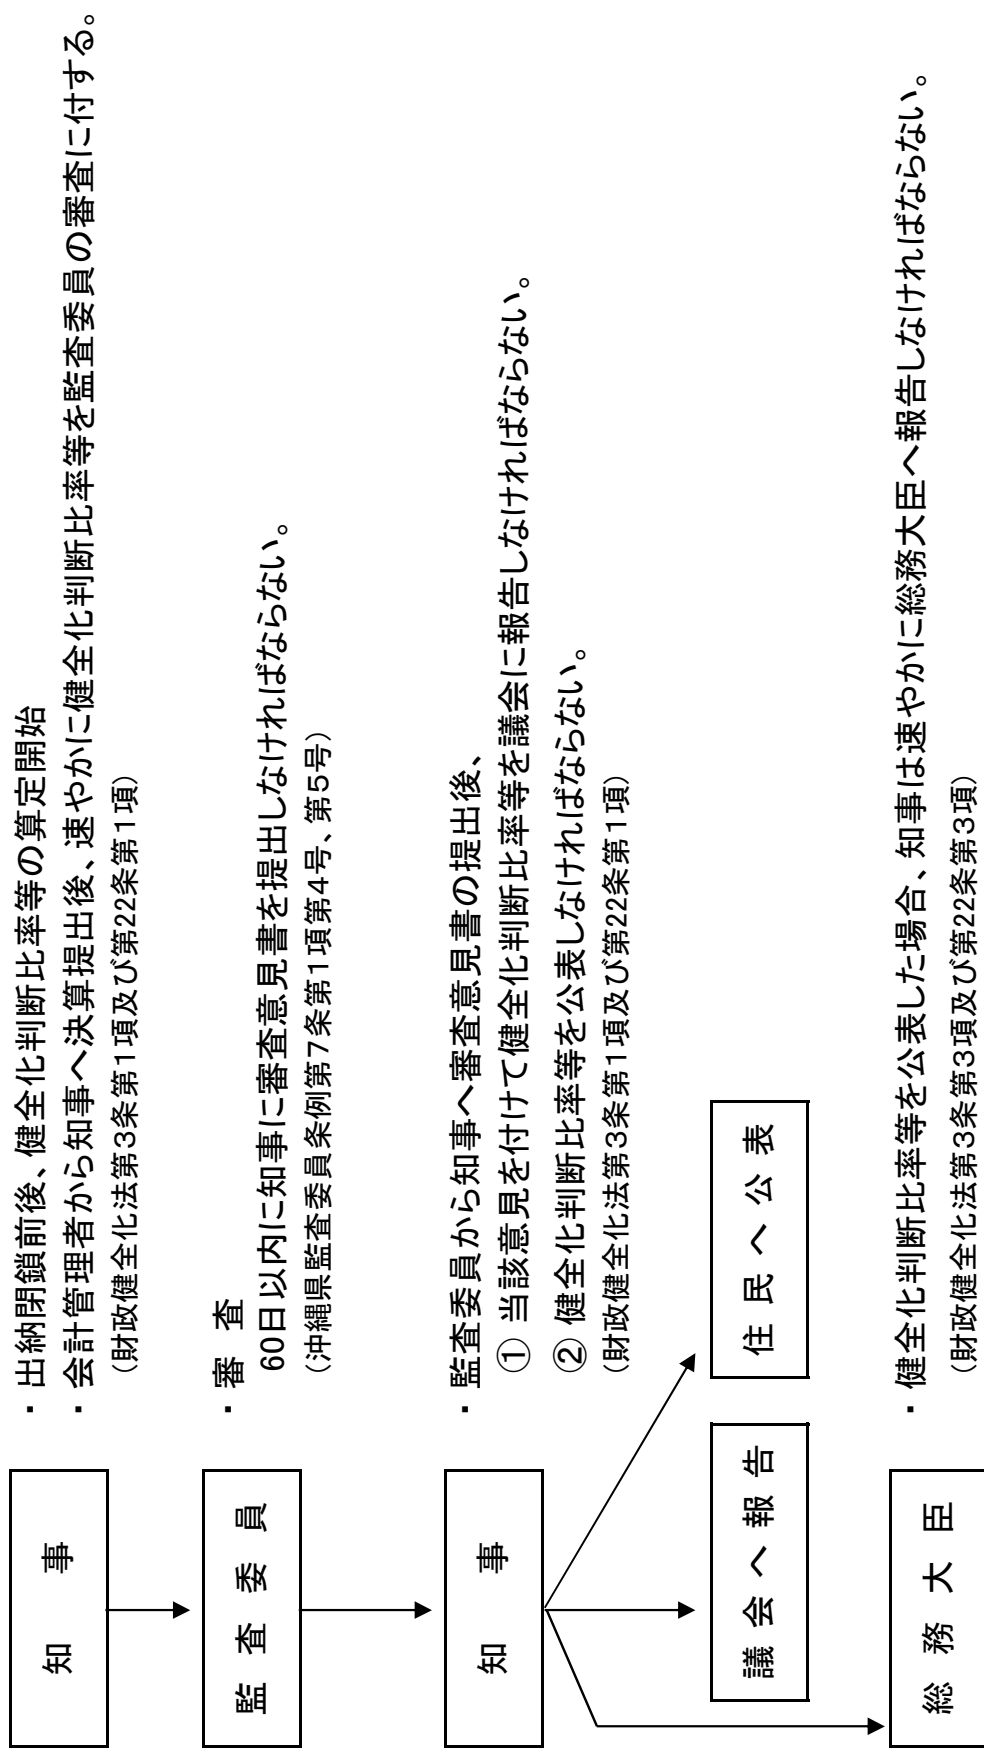 知事
・出納閉鎖前後、健全化判断比率等の算定開始
・会計管理者から知事へ決算提出後、速やかに健全化判断比率等を監査委員の審査に付する。
（財政健全化法第３条第１項及び第22条第１項）
監査委員
・審査
60日以内に知事に審査意見書を提出しなければならない。
（沖縄県監査委員条例第７条第１項第４号、第５号）
知事
・監査委員から知事へ審査意見書の提出後、
① 当該意見を付けて健全化判断比率等を議会に報告しなければならない。
② 健全化判断比率等を公表しなければならない。
（財政健全化法第３条第１項及び第22条第１項）
議会へ報告
住民へ公表
総務大臣
・健全化判断比率等を公表した場合、知事は速やかに総務大臣へ報告しなければならない。
（財政健全化法第３条第３項及び第22条第３項）